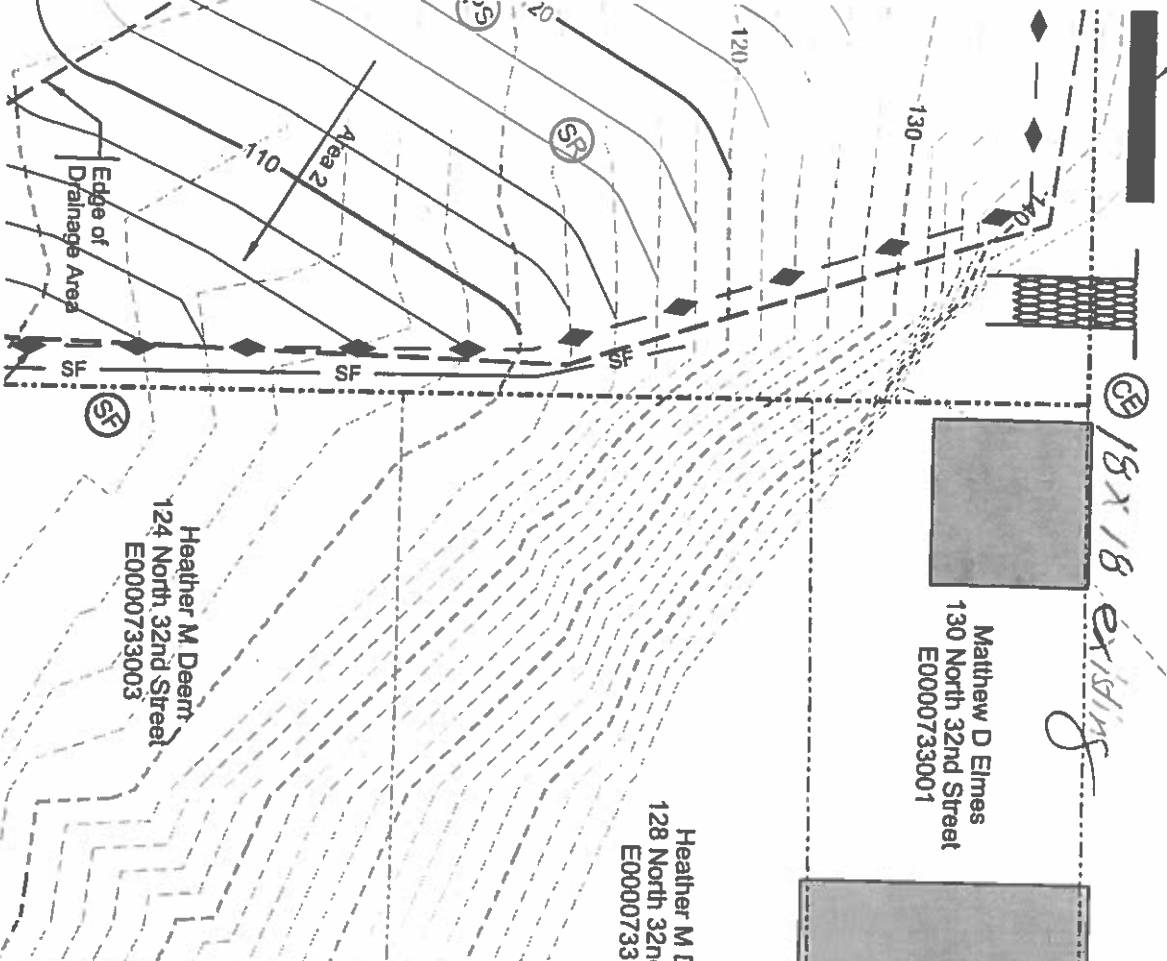 120
130
140
110
SR
Area 2
Edge of
Drainage Area
SF
SF
SF
SF
CE
18 x 18 existing
Matthew D Elmes
130 North 32nd Street
E0000733001
Heather M Deem
124 North 32nd Street
E0000733003
Heather M
128 North 32n
E0000733